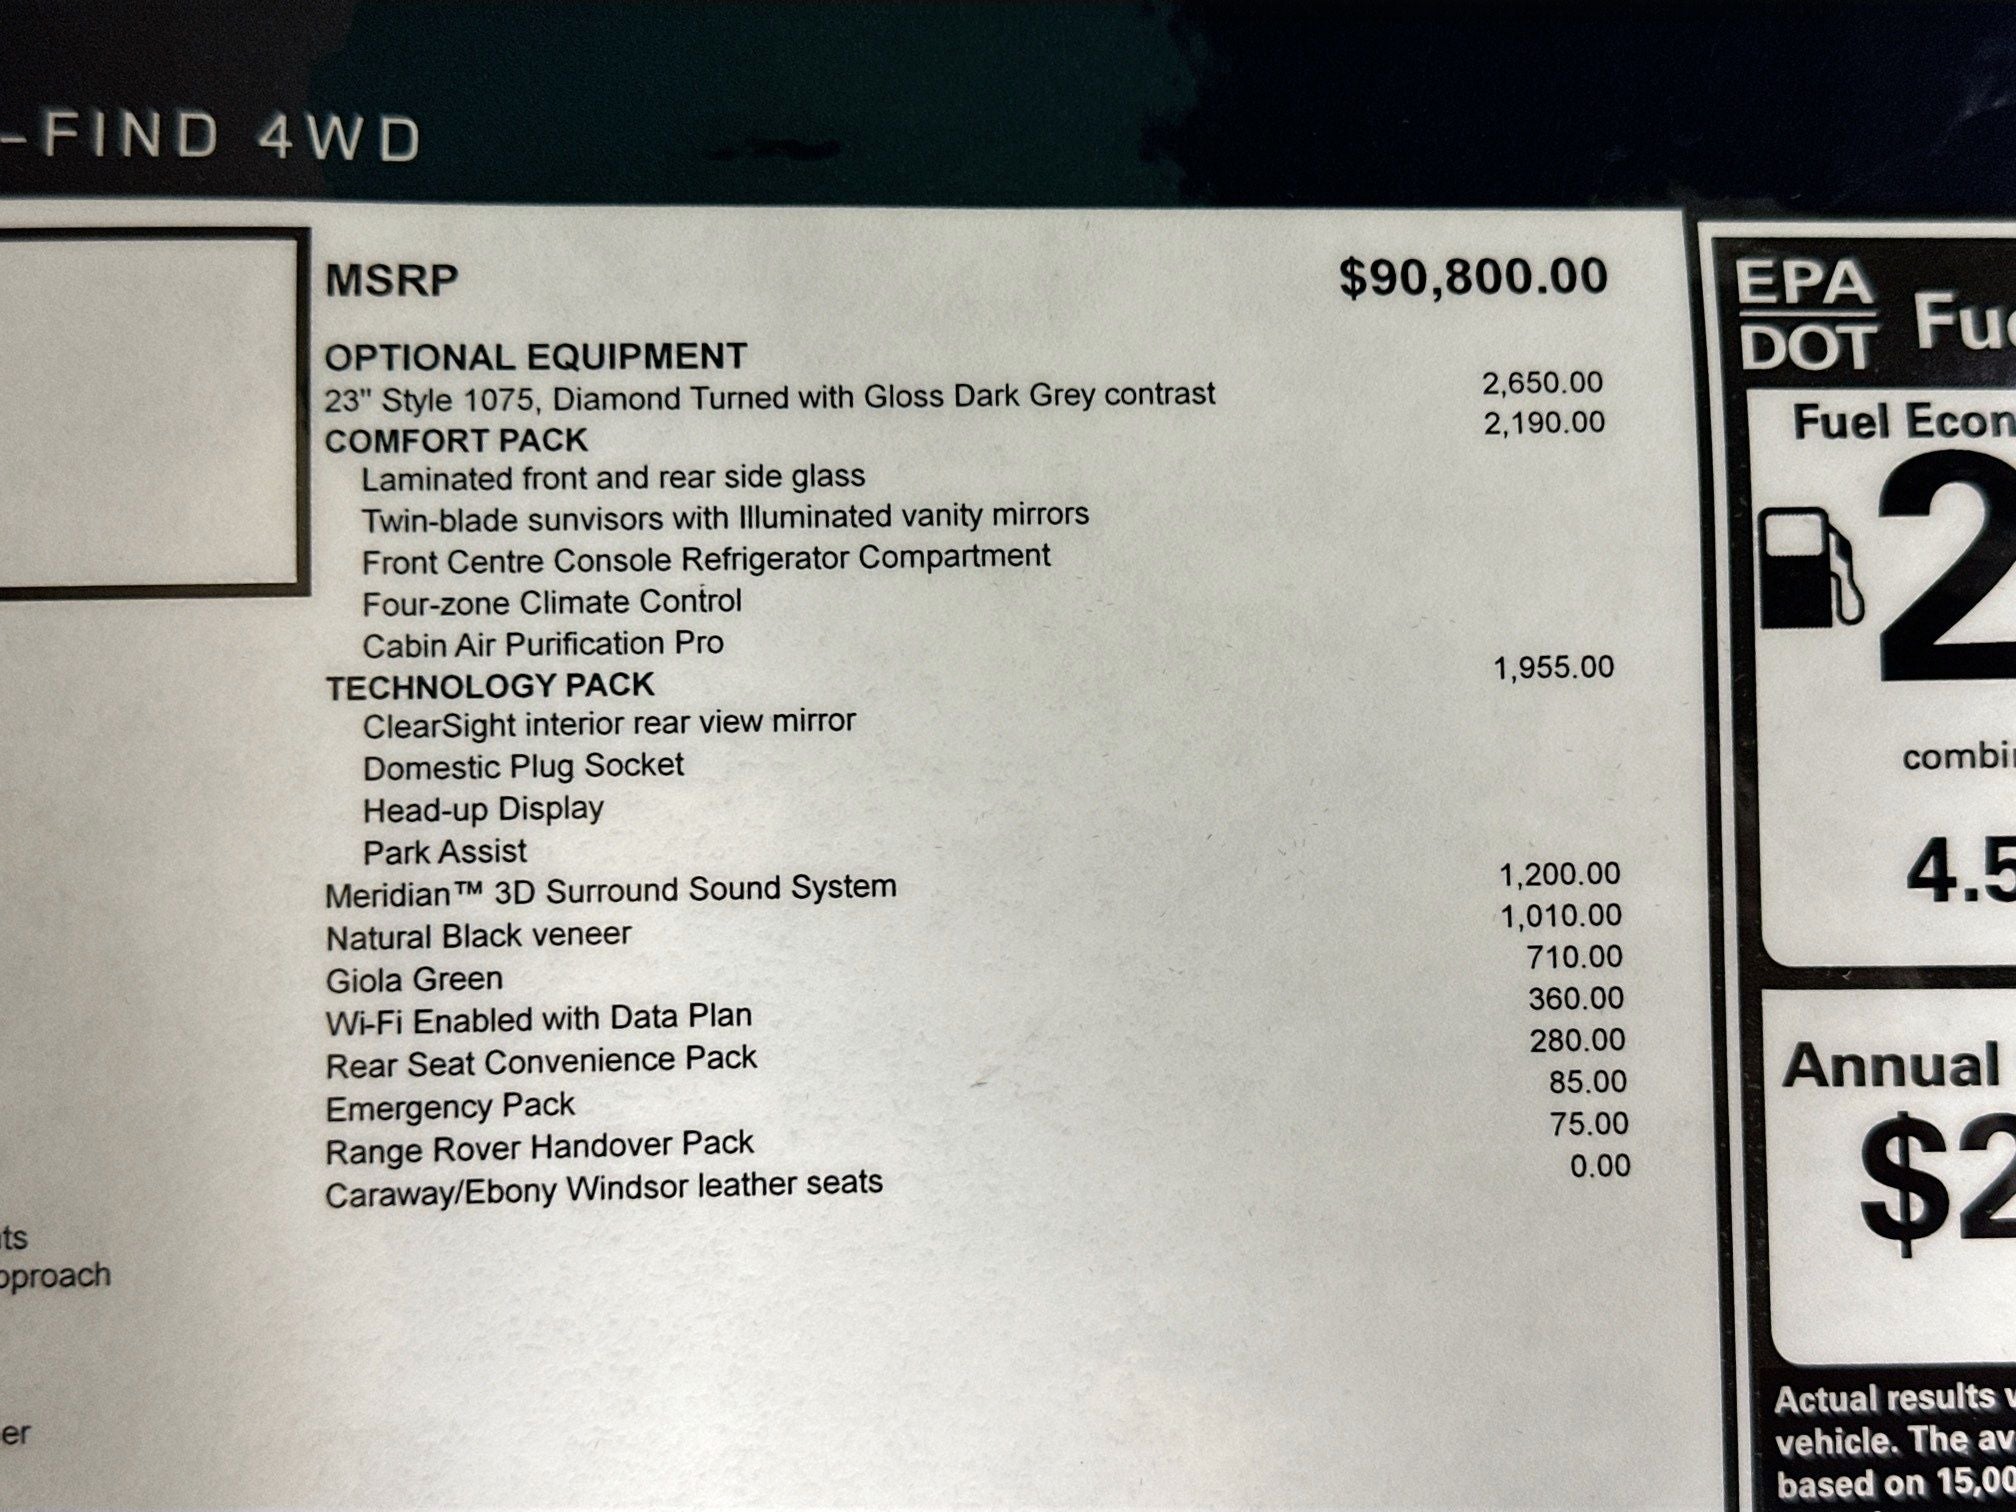 -FIND 4WD
MSRP $90,800.00
OPTIONAL EQUIPMENT
23" Style 1075, Diamond Turned with Gloss Dark Grey contrast 2,650.00
COMFORT PACK 2,190.00
Laminated front and rear side glass
Twin-blade sunvisors with Illuminated vanity mirrors
Front Centre Console Refrigerator Compartment
Four-zone Climate Control
Cabin Air Purification Pro
TECHNOLOGY PACK 1,955.00
ClearSight interior rear view mirror
Domestic Plug Socket
Head-up Display
Park Assist
Meridian™ 3D Surround Sound System 1,200.00
Natural Black veneer 1,010.00
Giola Green 710.00
Wi-Fi Enabled with Data Plan 360.00
Rear Seat Convenience Pack 280.00
Emergency Pack 85.00
Range Rover Handover Pack 75.00
Caraway/Ebony Windsor leather seats 0.00
EPA
DOT
Fuel
2
4.5
Annual
$2
Actual results
vehicle. The
based on